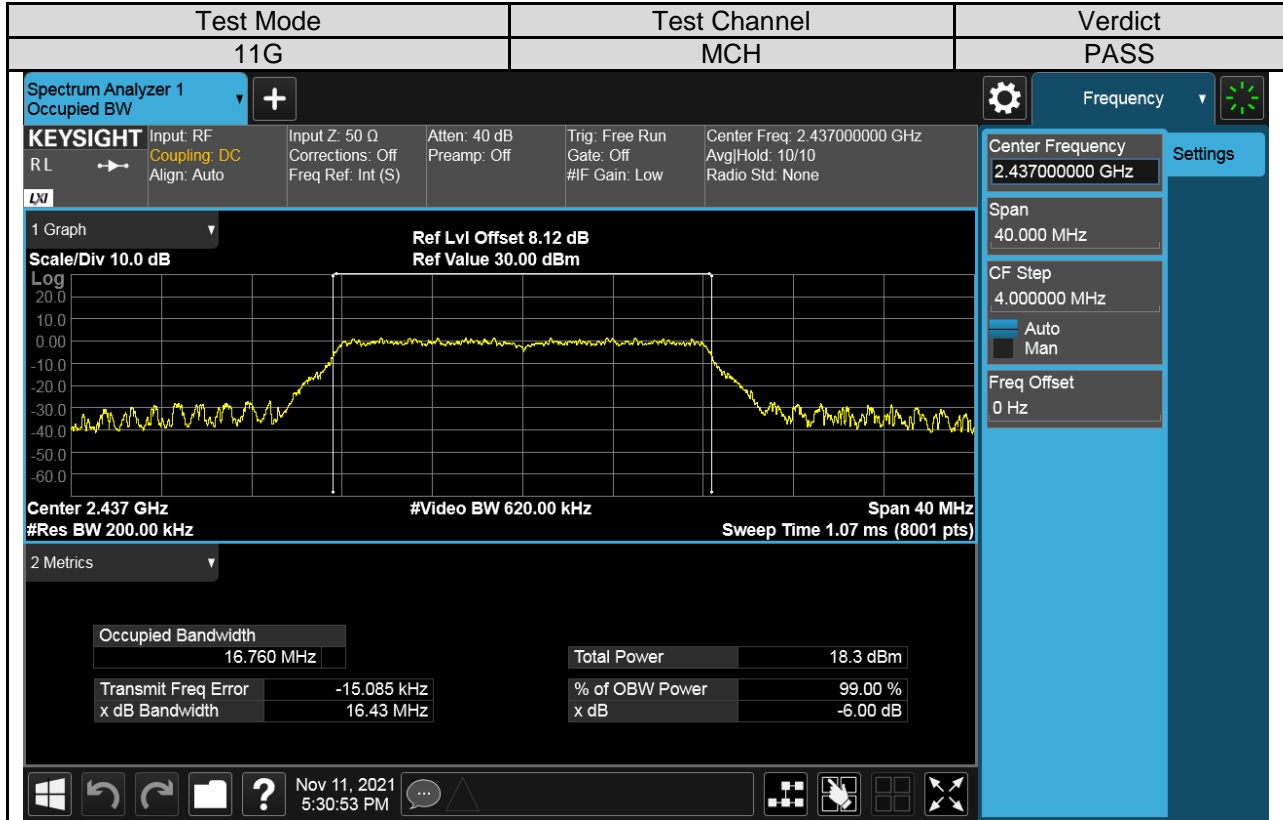 Test Mode Test Channel Verdict
11G MCH PASS
Spectrum Analyzer 1
Occupied BW
+
Frequency
KEYSIGHT
R L
LXI
Input: RF
Coupling: DC
Align: Auto
Input Z: 50 Ω
Corrections: Off
Freq Ref: Int (S)
Atten: 40 dB
Preamp: Off
Trig: Free Run
Gate: Off
#IF Gain: Low
Center Freq: 2.437000000 GHz
Avg|Hold: 10/10
Radio Std: None
Center Frequency
2.437000000 GHz
Settings
Span
40.000 MHz
CF Step
4.000000 MHz
Auto
Man
Freq Offset
0 Hz
1 Graph
Scale/Div 10.0 dB
Ref Lvl Offset 8.12 dB
Ref Value 30.00 dBm
Log
20.0
10.0
0.00
-10.0
-20.0
-30.0
-40.0
-50.0
-60.0
Center 2.437 GHz
#Res BW 200.00 kHz
#Video BW 620.00 kHz
Span 40 MHz
Sweep Time 1.07 ms (8001 pts)
2 Metrics
Occupied Bandwidth
16.760 MHz
Total Power 18.3 dBm
Transmit Freq Error -15.085 kHz
% of OBW Power 99.00 %
x dB Bandwidth 16.43 MHz
x dB -6.00 dB
?
Nov 11, 2021
5:30:53 PM